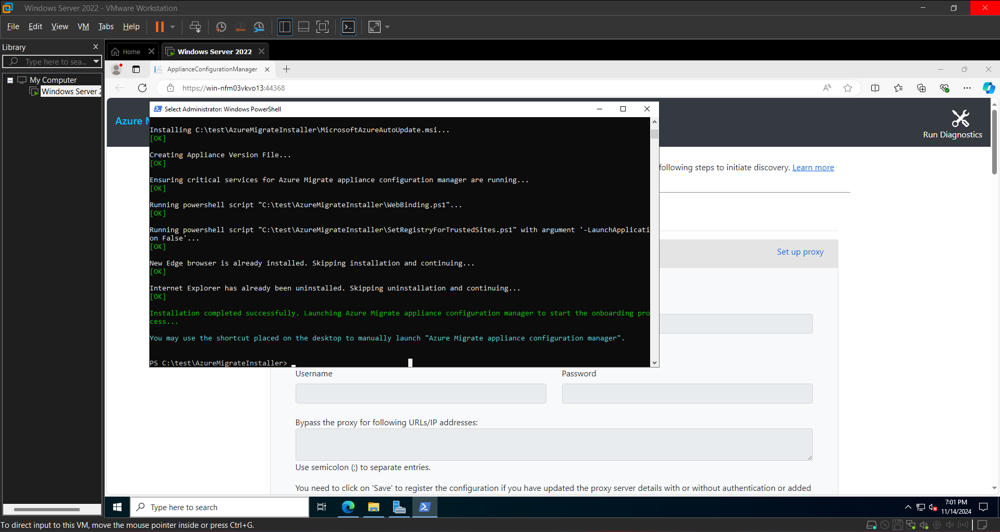 Windows Server 2022 - VMware Workstation
File Edit View VM Tabs Help
Library
Type here to sea...
My Computer
Windows Server 2
Home
Windows Server 2022
ApplianceConfigurationManager
https://win-nfm03vkvo13:44368
Azure M
Run Diagnostics
following steps to initiate discovery. Learn more
Set up proxy
Select Administrator: Windows PowerShell
Installing C:\test\AzureMigrateInstaller\MicrosoftAzureAutoUpdate.msi...
[OK]
Creating Appliance Version File...
[OK]
Ensuring critical services for Azure Migrate appliance configuration manager are running...
[OK]
Running powershell script "C:\test\AzureMigrateInstaller\WebBinding.ps1"...
[OK]
Running powershell script "C:\test\AzureMigrateInstaller\SetRegistryForTrustedSites.ps1" with argument '-LaunchApplicati
on False'...
[OK]
New Edge browser is already installed. Skipping installation and continuing...
[OK]
Internet Explorer has already been uninstalled. Skipping uninstallation and continuing...
[OK]
Installation completed successfully. Launching Azure Migrate appliance configuration manager to start the onboarding pro
cess...
You may use the shortcut placed on the desktop to manually launch "Azure Migrate appliance configuration manager".
PS C:\test\AzureMigrateInstaller>
Username
Password
Bypass the proxy for following URLs/IP addresses:
Use semicolon (;) to separate entries.
You need to click on 'Save' to register the configuration if you have updated the proxy server details with or without authentication or added
Type here to search
7:01 PM
11/14/2024
To direct input to this VM, move the mouse pointer inside or press Ctrl+G.